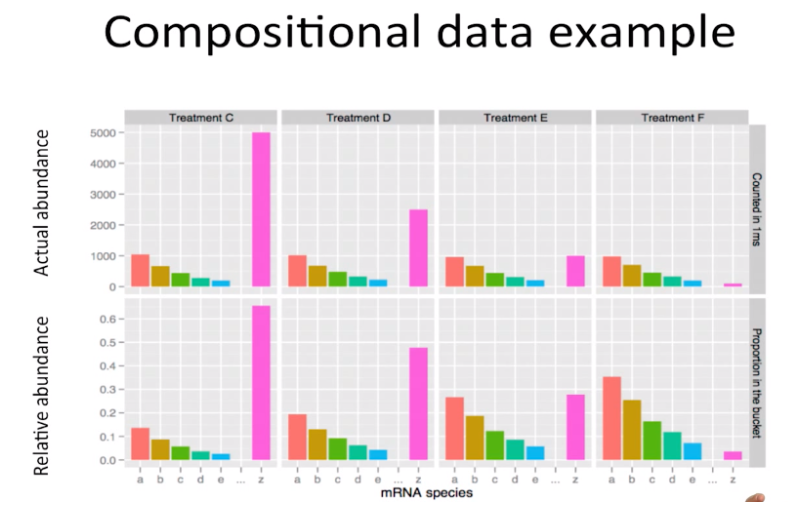 Compositional data example
Treatment C Treatment D Treatment E Treatment F
Actual abundance
5000
4000
3000
2000
1000
0
Counted in 1ms
Relative abundance
0.6
0.5
0.4
0.3
0.2
0.1
0.0
Proportion in the bucket
a b c d e ... z a b c d e ... z a b c d e ... z a b c d e ... z
mRNA species